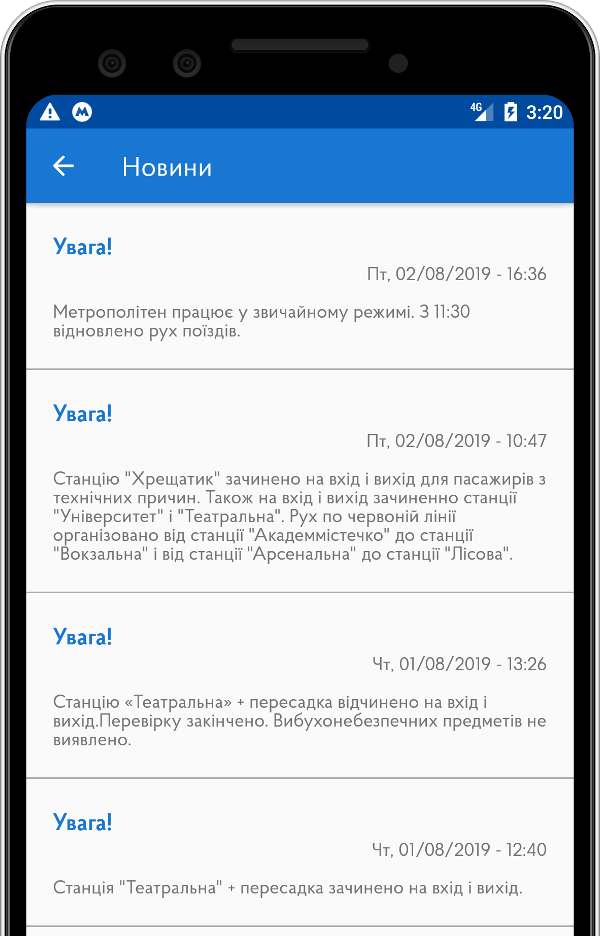 4G 3:20
Новини
Увага!
Пт, 02/08/2019 - 16:36
Метрополітен працює у звичайному режимі. З 11:30
відновлено рух поїздів.
Увага!
Пт, 02/08/2019 - 10:47
Станцію "Хрещатик" зачинено на вхід і вихід для пасажирів з
технічних причин. Також на вхід і вихід зачиненно станції
"Університет" і "Театральна". Рух по червоній лінії
організовано від станції "Академмістечко" до станції
"Вокзальна" і від станції "Арсенальна" до станції "Лісова".
Увага!
Чт, 01/08/2019 - 13:26
Станцію «Театральна» + пересадка відчинено на вхід і
вихід.Перевірку закінчено. Вибухонебезпечних предметів не
виявлено.
Увага!
Чт, 01/08/2019 - 12:40
Станція "Театральна" + пересадка зачинено на вхід і вихід.